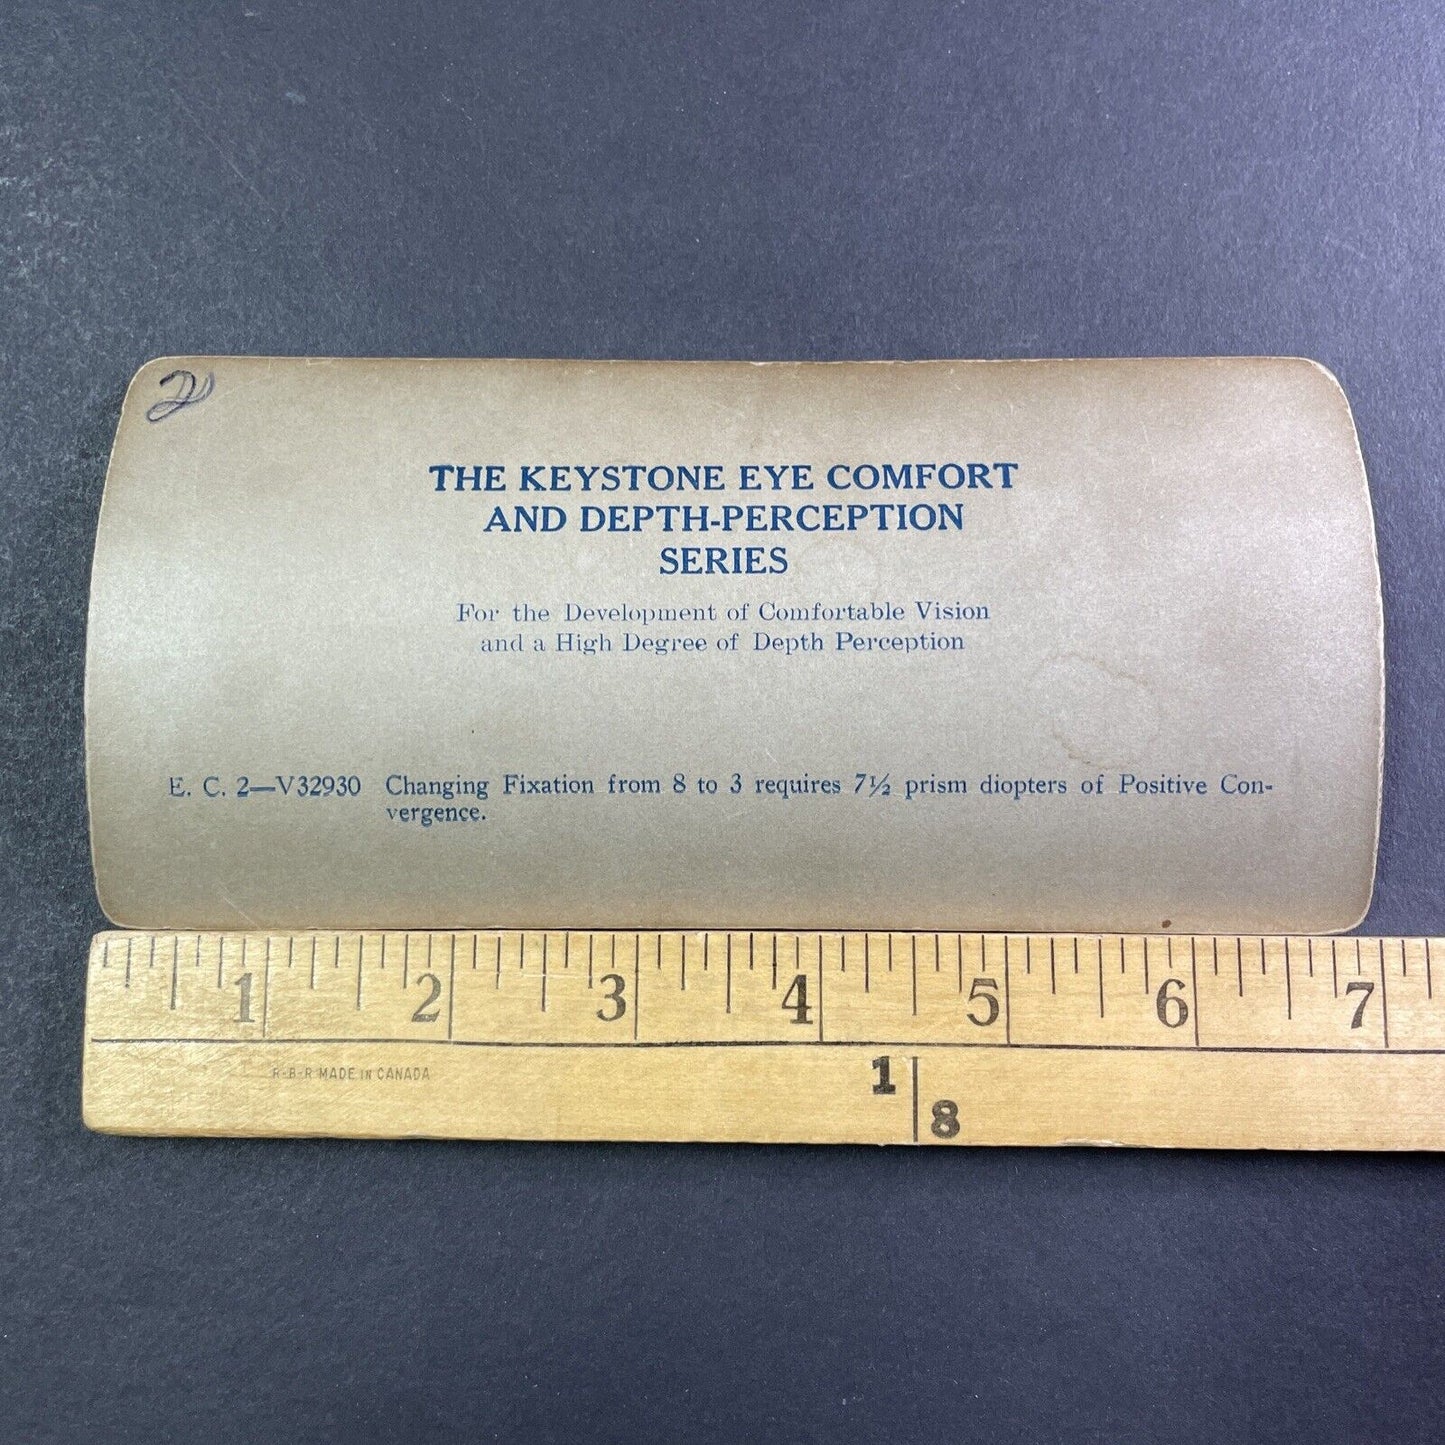 2
THE KEYSTONE EYE COMFORT
AND DEPTH-PERCEPTION
SERIES
For the Development of Comfortable Vision
and a High Degree of Depth Perception
E. C. 2—V32930 Changing Fixation from 8 to 3 requires 7½ prism diopters of Positive Con-
vergence.
1 2 3 4 5 6 7
R-B-R MADE IN CANADA
1
8